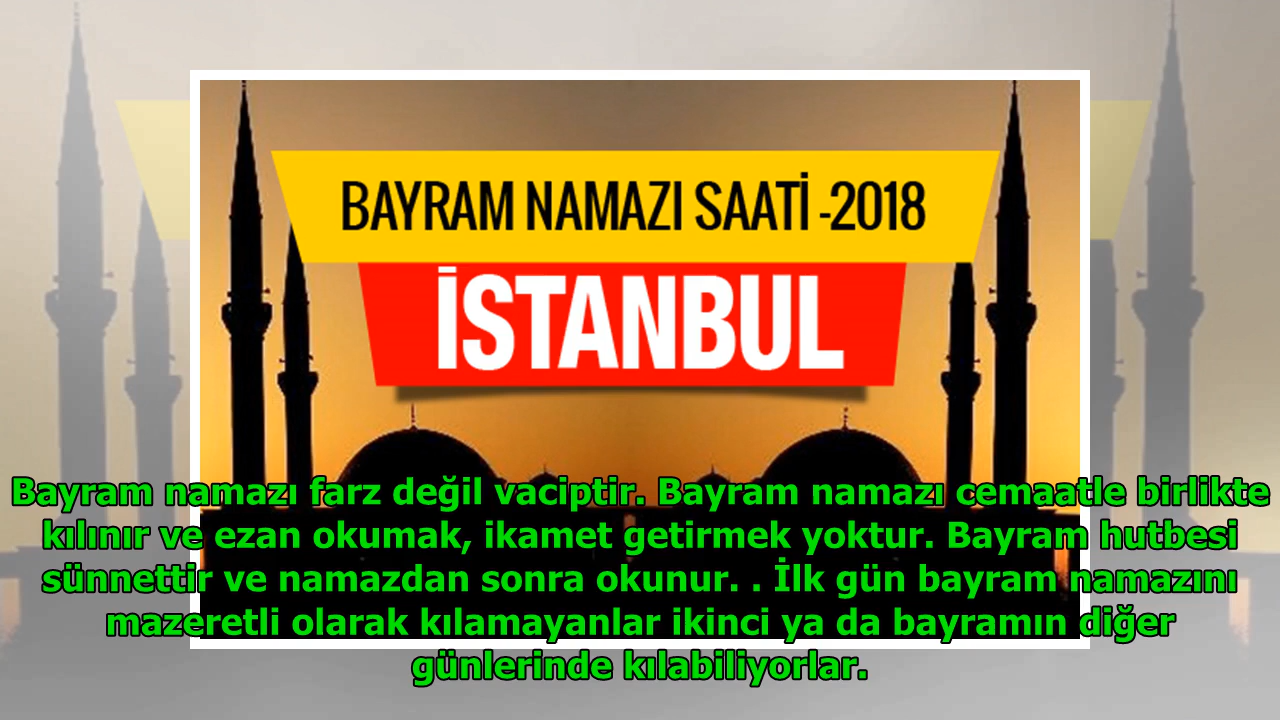 BAYRAM NAMAZI SAATİ -2018
İSTANBUL
Bayram namazı farz değil vaciptir. Bayram namazı cemaatle birlikte
kılınır ve ezan okumak, ikamet getirmek yoktur. Bayram hutbesi
sünnettir ve namazdan sonra okunur. . İlk gün bayram namazını
mazeretli olarak kılamayanlar ikinci ya da bayramın diğer
günlerinde kılabiliyorlar.